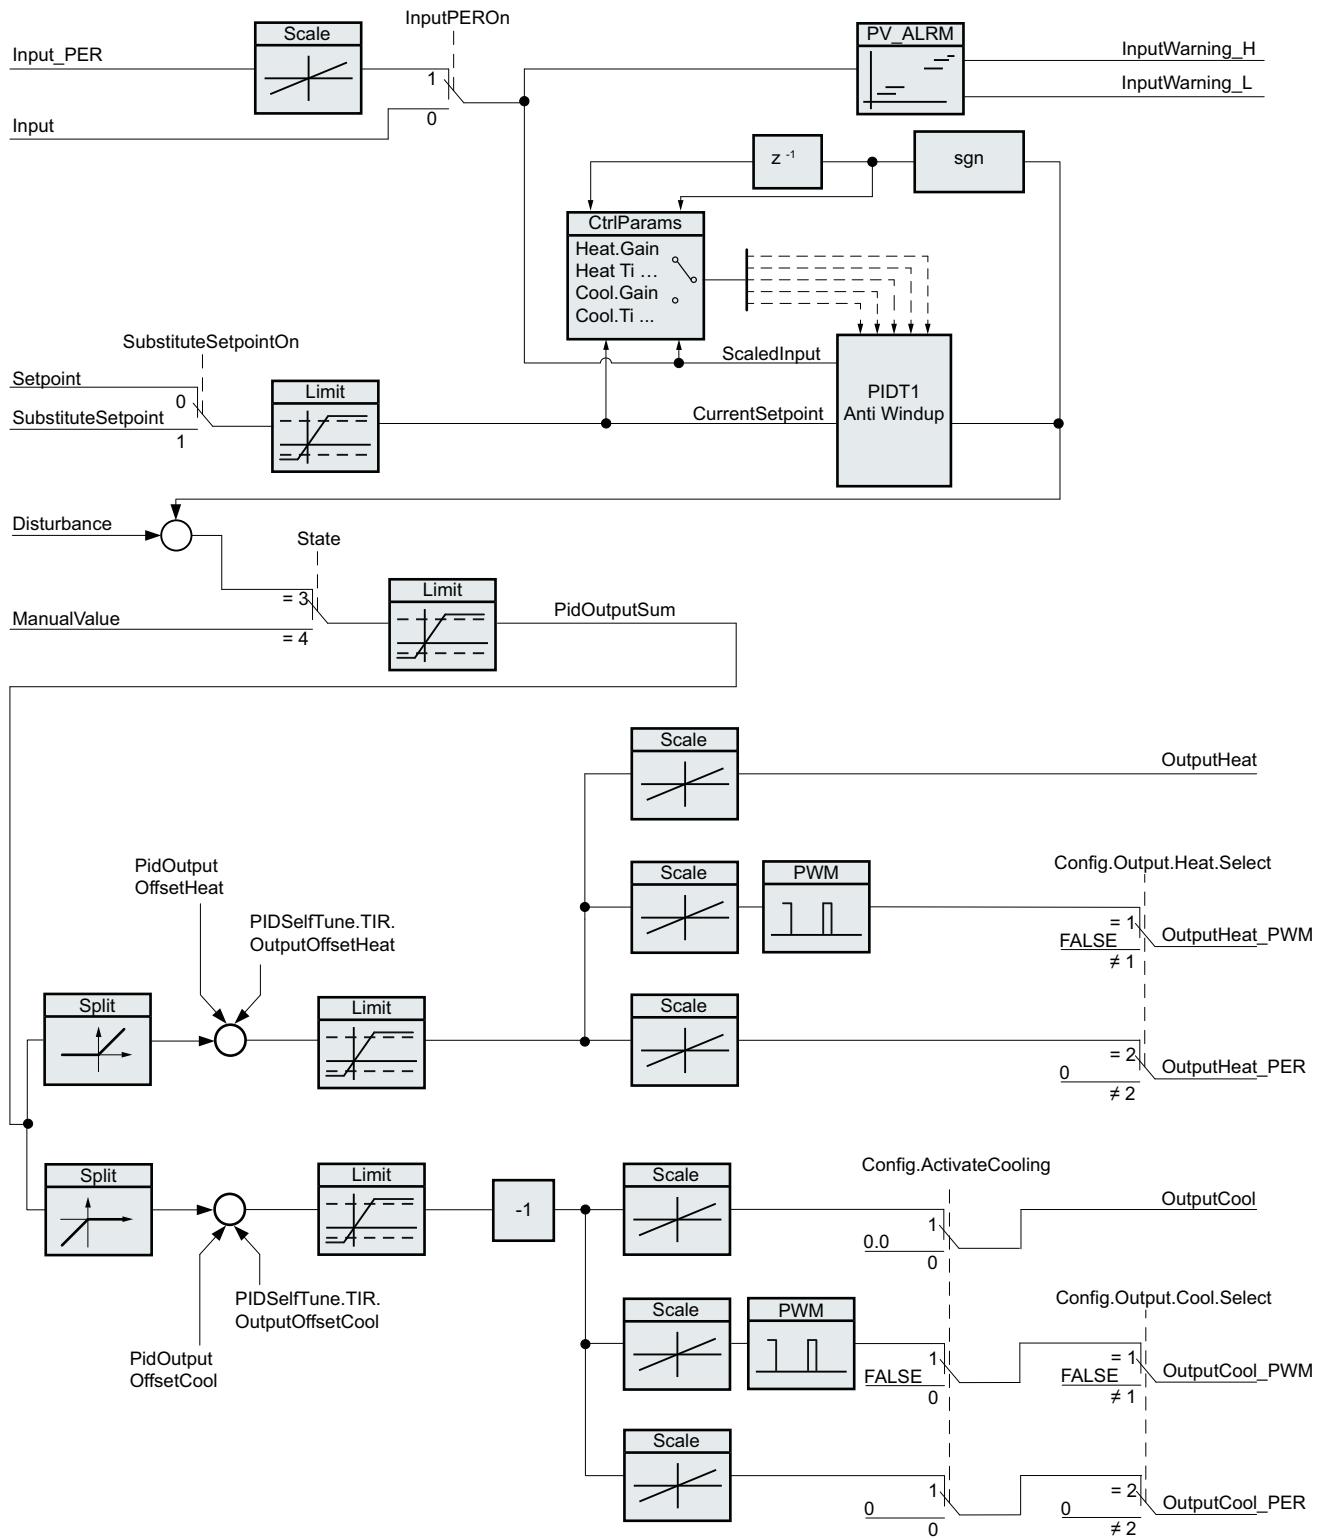 InputPEROn
Input_PER
Scale
1
0
Input
PV_ALRM
InputWarning_H
InputWarning_L
z -1
sgn
CtrlParams
Heat.Gain
Heat Ti ...
Cool.Gain
Cool.Ti ...
SubstituteSetpointOn
Setpoint
0
SubstituteSetpoint
1
Limit
ScaledInput
CurrentSetpoint
PIDT1
Anti Windup
Disturbance
State
= 3
ManualValue
= 4
Limit
PidOutputSum
Scale
OutputHeat
PidOutput
OffsetHeat
PIDSelfTune.TIR.
OutputOffsetHeat
Scale
PWM
Config.Output.Heat.Select
= 1
FALSE
≠ 1
OutputHeat_PWM
Split
Limit
Scale
= 2
0
≠ 2
OutputHeat_PER
Split
Limit
-1
Scale
Config.ActivateCooling
1
0.0
0
OutputCool
PIDSelfTune.TIR.
OutputOffsetCool
PidOutput
OffsetCool
Scale
PWM
1
FALSE
0
Config.Output.Cool.Select
= 1
FALSE
≠ 1
OutputCool_PWM
Scale
1
0
0
= 2
0
≠ 2
OutputCool_PER